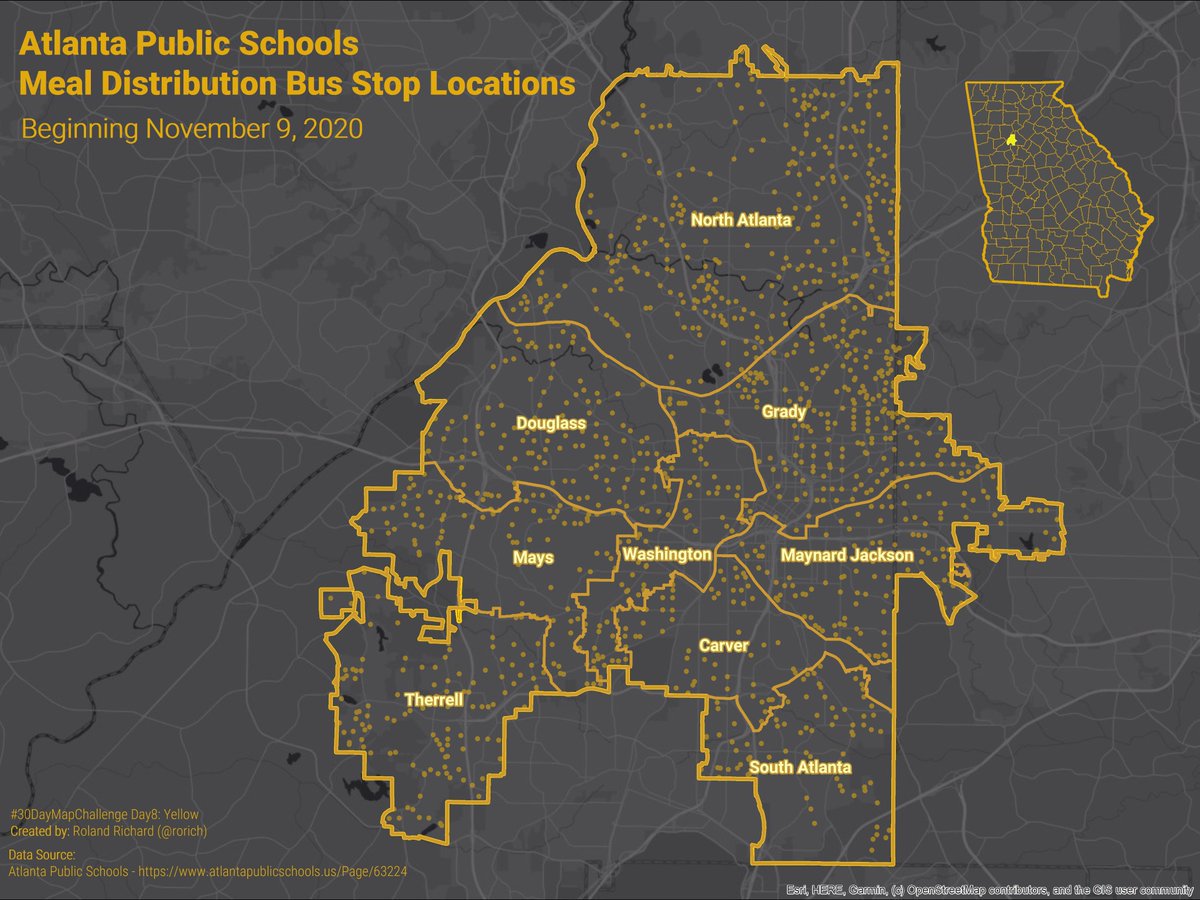 Atlanta Public Schools
Meal Distribution Bus Stop Locations
Beginning November 9, 2020
North Atlanta
Grady
Douglass
Mays
Washington
Maynard Jackson
Carver
Therrell
South Atlanta
#30DayMapChallenge Day8: Yellow
Created by: Roland Richard (@rorich)
Data Source:
Atlanta Public Schools - https://www.atlantapublicschools.us/Page/63224
Esri, HERE, Garmin, (c) OpenStreetMap contributors, and the GIS user community